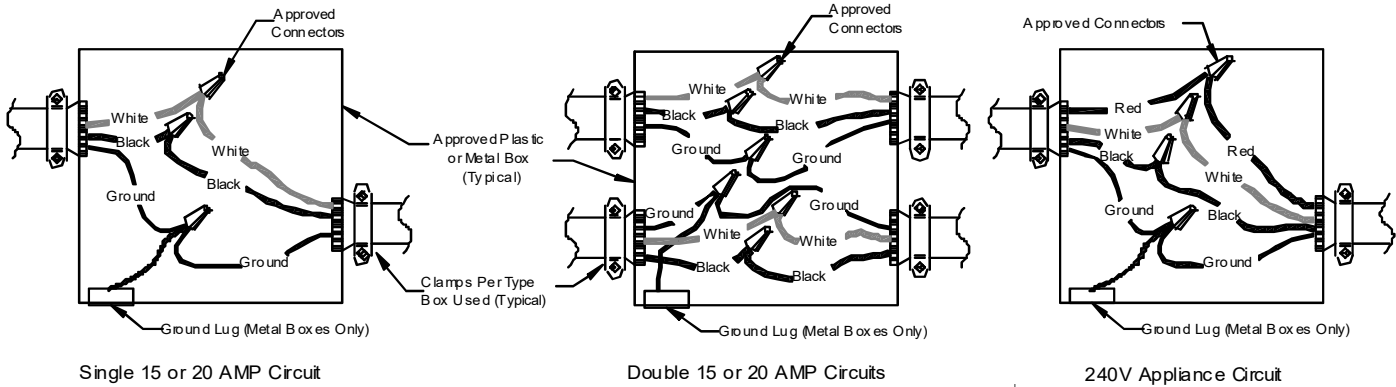 Approved
Connectors
White
Black
White
Black
Ground
Ground
Ground Lug (Metal Boxes Only)
Single 15 or 20 AMP Circuit
Approved Plastic
or Metal Box
(Typical)
Clamps Per Type
Box Used (Typical)
Approved
Connectors
White
White
Black
Black
Ground
Ground
Ground
Ground
White
White
Black
Black
Ground Lug (Metal Boxes Only)
Double 15 or 20 AMP Circuits
Approved Connectors
Red
White
Black
Red
White
Ground
Black
Ground
Ground Lug (Metal Boxes Only)
240V Appliance Circuit